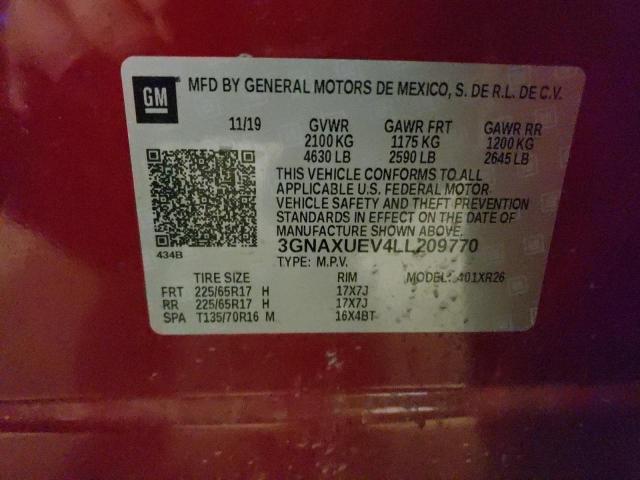 GM
MFD BY GENERAL MOTORS DE MEXICO, S. DE R.L. DE C.V.
11/19 GVWR GAWR FRT GAWR RR
2100 KG 1175 KG 1200 KG
4630 LB 2590 LB 2645 LB
THIS VEHICLE CONFORMS TO ALL
APPLICABLE U.S. FEDERAL MOTOR
VEHICLE SAFETY AND THEFT PREVENTION
STANDARDS IN EFFECT ON THE DATE OF
MANUFACTURE SHOWN ABOVE.
434B
3GNAXUEV4LL209770
TYPE: M.P.V.
TIRE SIZE RIM MODEL: 401XR26
FRT 225/65R17 H 17X7J
RR 225/65R17 H 17X7J
SPA T135/70R16 M 16X4BT